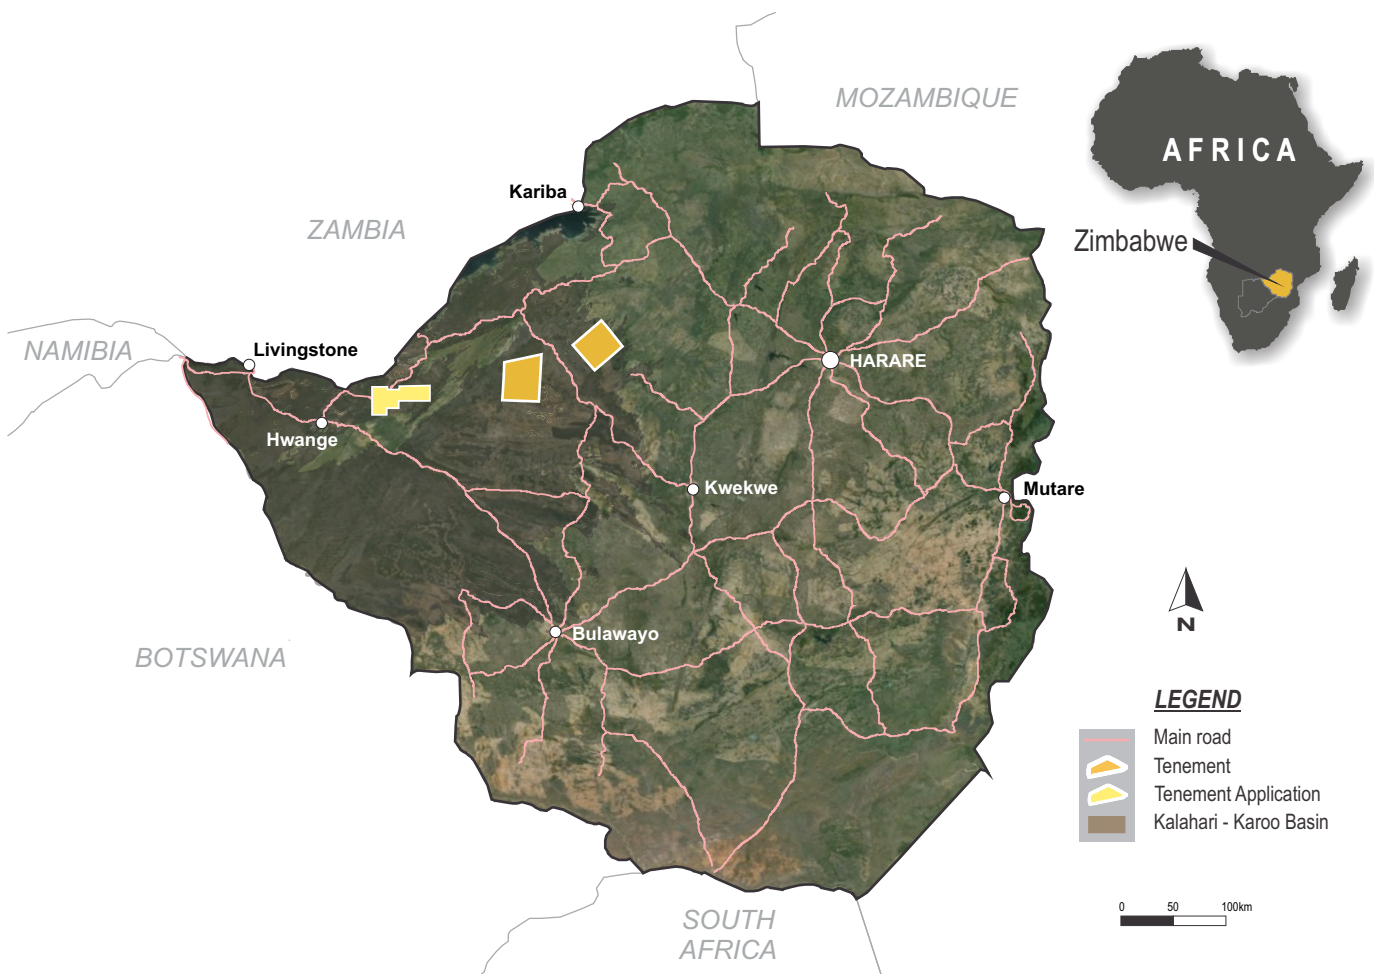 MOZAMBIQUE
AFRICA
Kariba
ZAMBIA
Zimbabwe
NAMIBIA
Livingstone
HARARE
Hwange
Kwekwe
Mutare
Bulawayo
BOTSWANA
N
LEGEND
Main road
Tenement
Tenement Application
Kalahari - Karoo Basin
0 50 100km
SOUTH
AFRICA